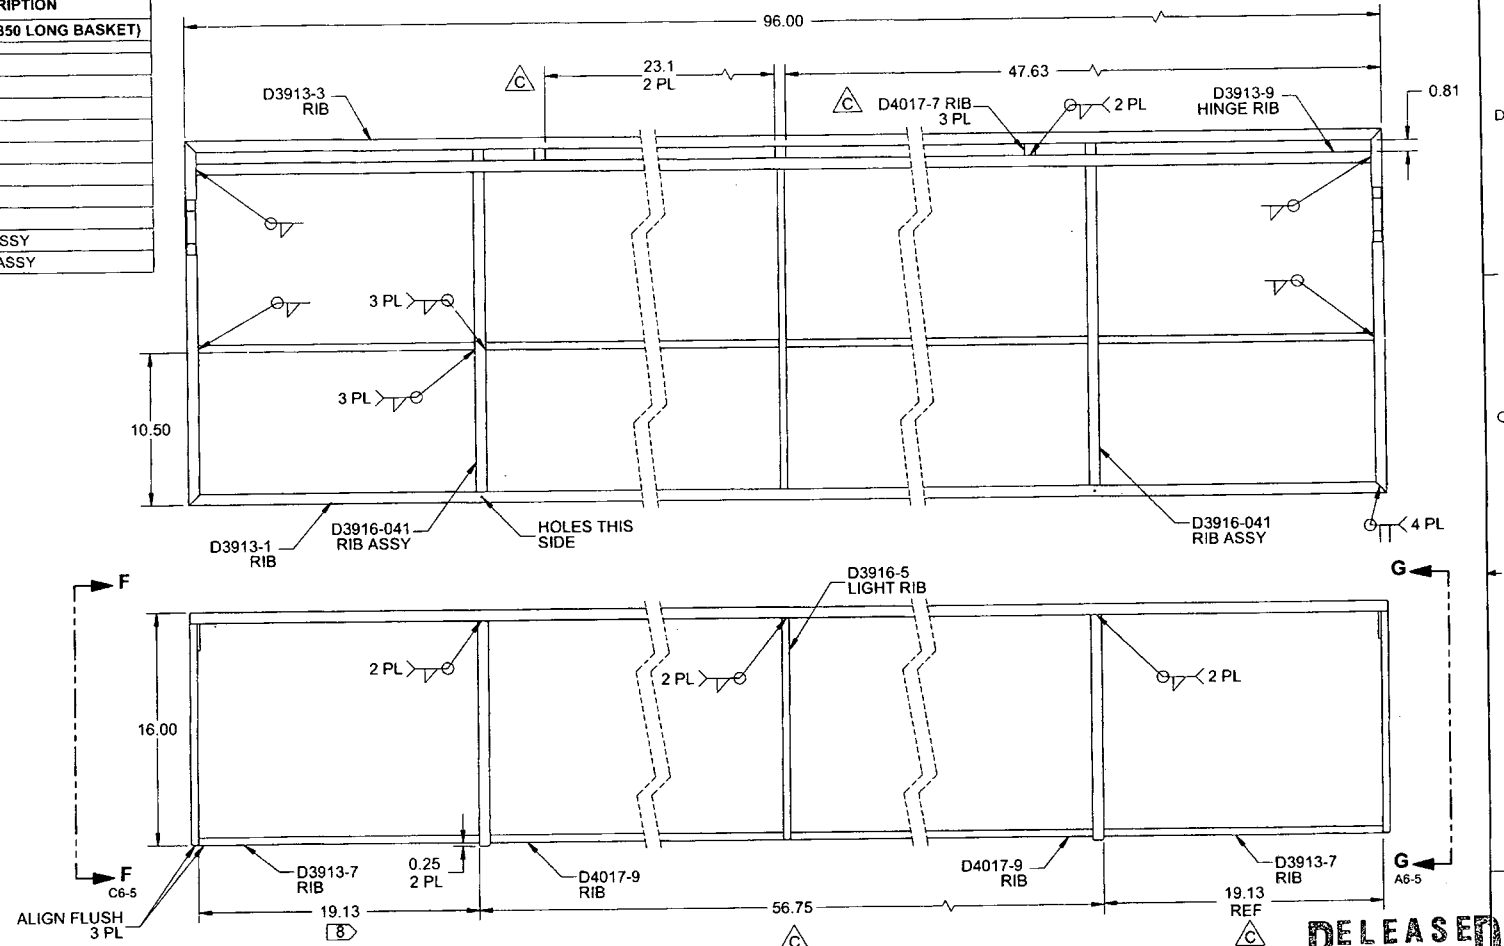 RIPTION
350 LONG BASKET)
ASSY
ASSY
96.00
C
23.1
2 PL
47.63
D3913-3
RIB
C
D4017-7 RIB
3 PL
2 PL
D3913-9
HINGE RIB
0.81
D
3 PL
3 PL
10.50
C
D3913-1
RIB
D3916-041
RIB ASSY
HOLES THIS
SIDE
D3916-041
RIB ASSY
4 PL
F
D3916-5
LIGHT RIB
G
2 PL
2 PL
2 PL
16.00
F
C6-5
D3913-7
RIB
0.25
2 PL
D4017-9
RIB
D4017-9
RIB
D3913-7
RIB
G
A6-5
ALIGN FLUSH
3 PL
19.13
8
56.75
C
19.13
REF
C
RELEASED